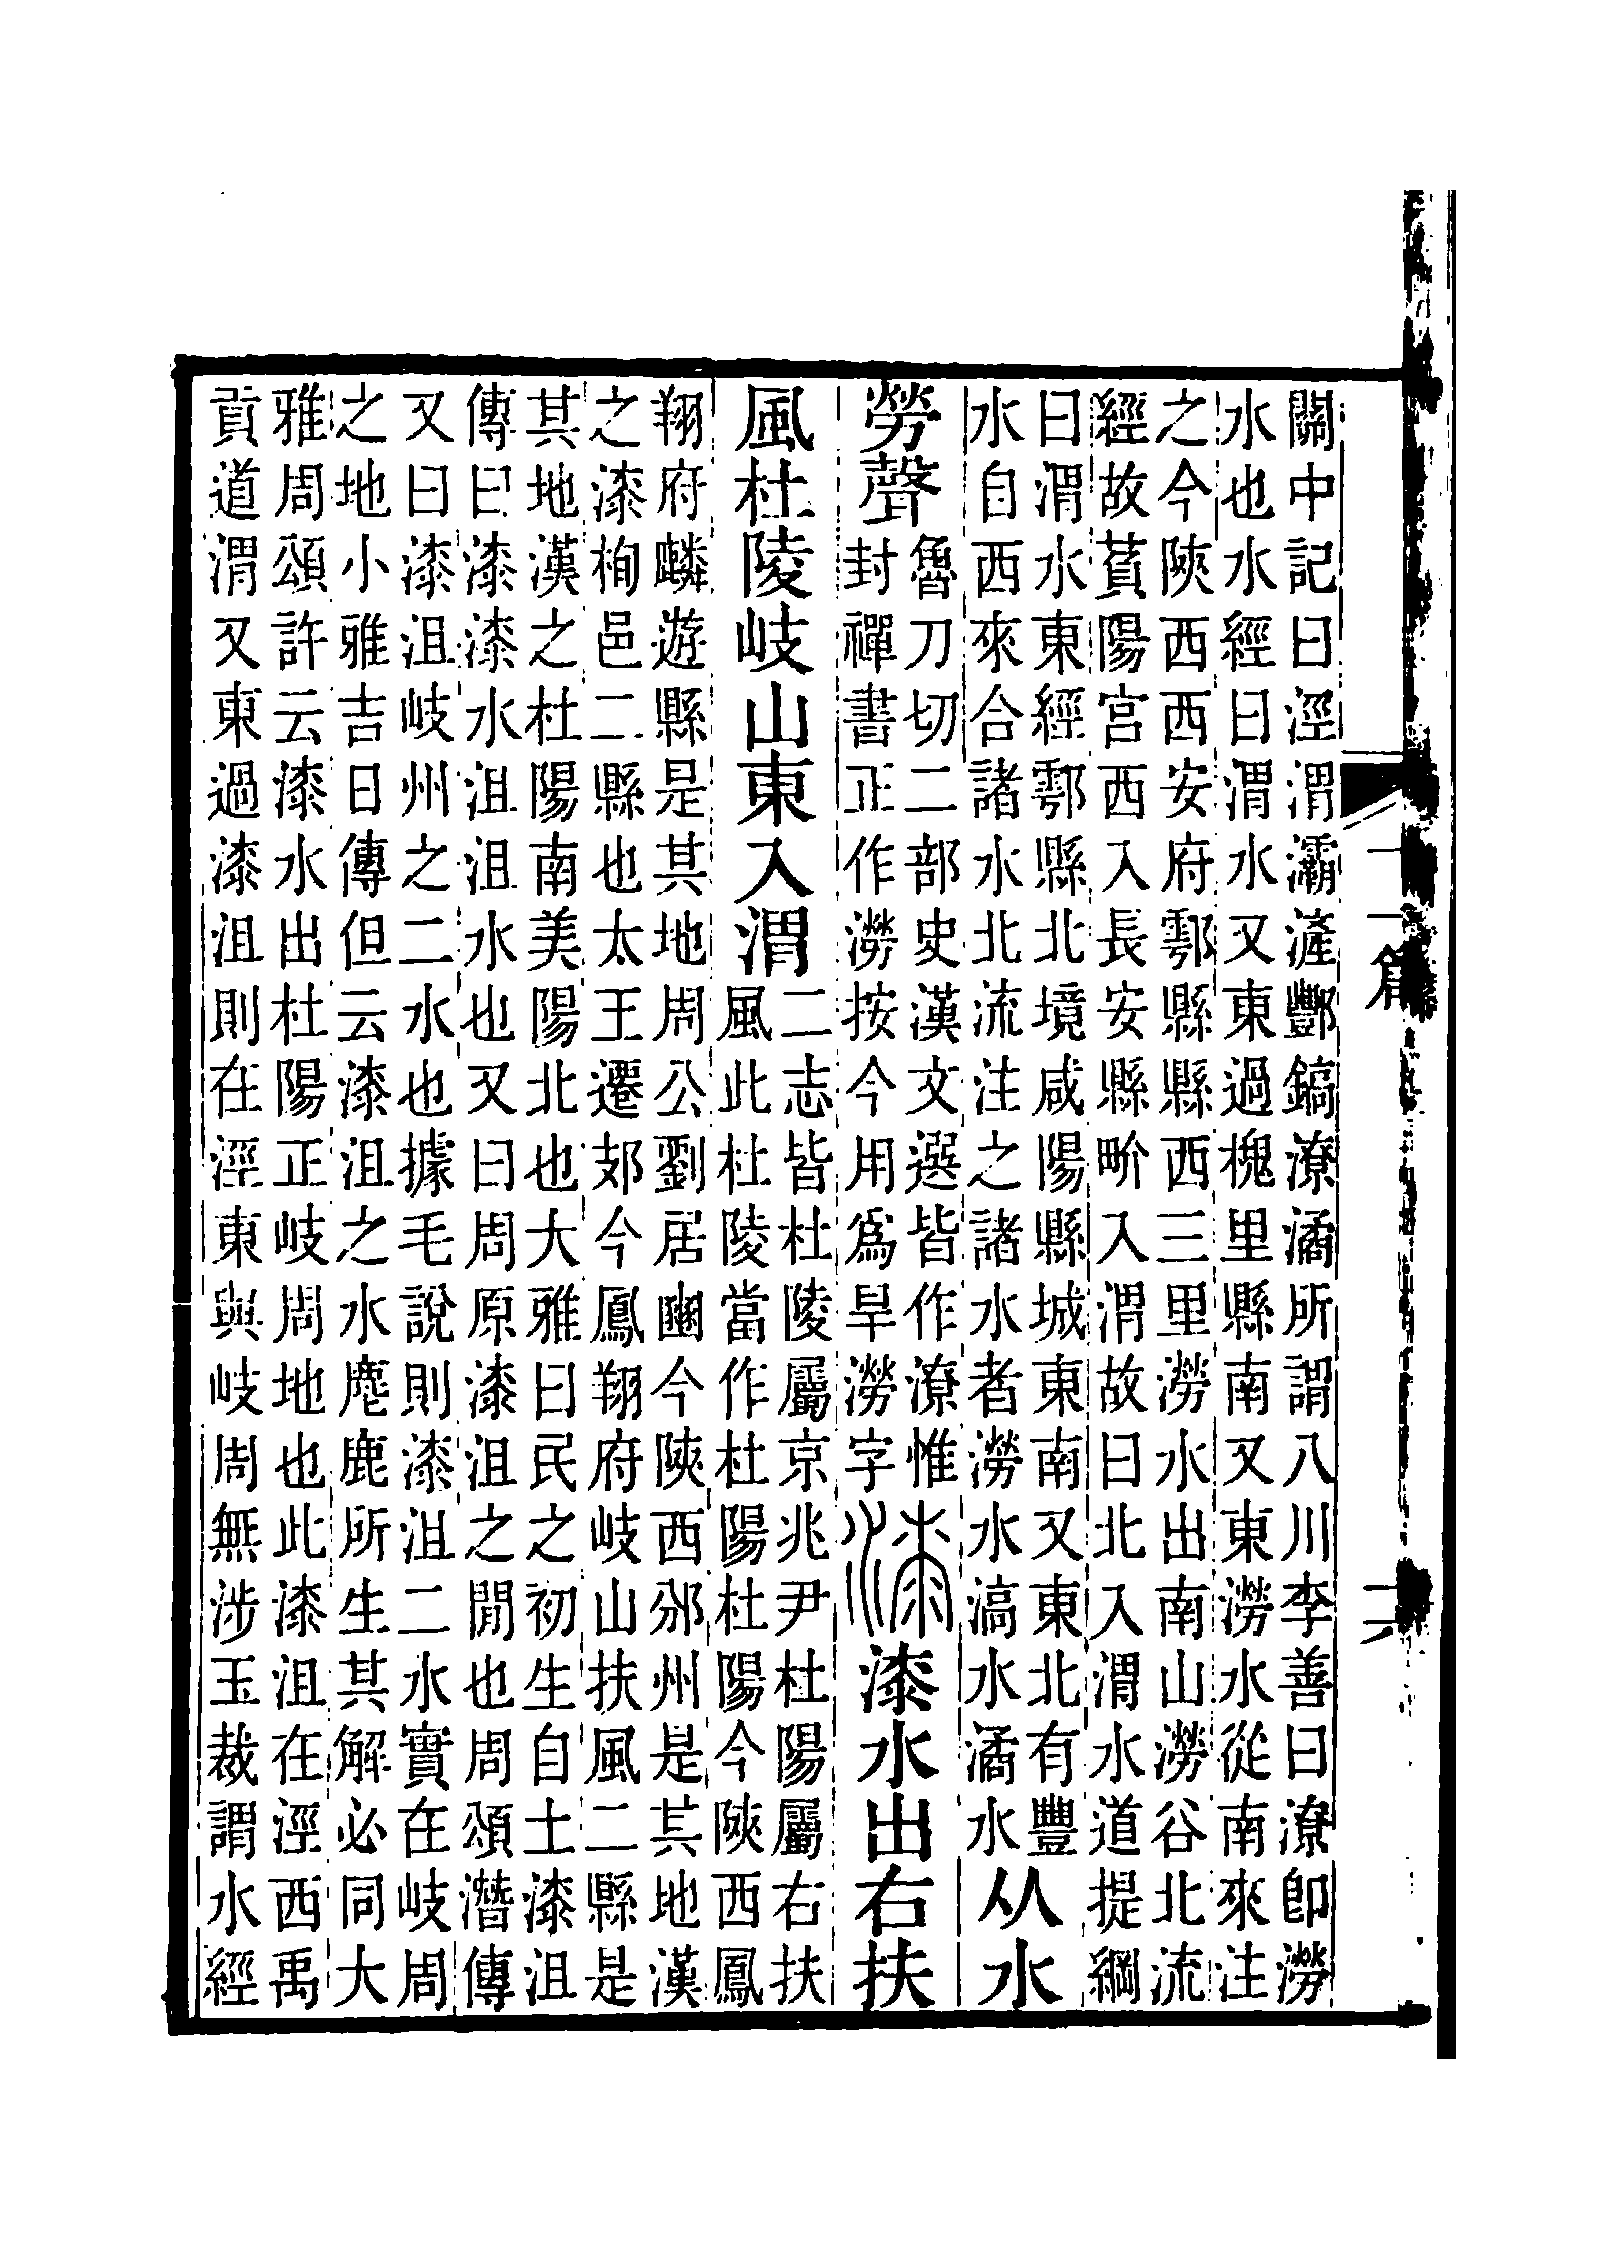 關中記曰涇渭灞滻酆鎬潦潏所謂八川李善曰潦卽澇
水也水經曰渭水又東過槐里縣南又東澇水從南來注
之今陝西西安府鄠縣縣西三里澇水出南山澇谷北流
經故萯陽宮西入長安縣畍入渭故曰北入渭水道提綱
曰渭水東經鄠縣北境咸陽縣城東南又東北有豐
水自西來合諸水北流注之諸水者澇水滈水潏水
从水
勞聲
魯刀切二部史漢文選皆作潦惟
封禪書正作澇按今用爲旱澇字
漆漆水出右扶
風杜陵岐山東入渭
二志皆杜陵屬京兆尹杜陽屬右扶
風此杜陵當作杜陽杜陽今陝西鳳
翔府麟遊縣是其地周公劉居豳今陝西邠州是其地漢
之漆栒邑二縣也太王遷𨙸今鳳翔府岐山扶風二縣是
其地漢之杜陽南美陽北也大雅曰民之初生自土漆沮
傳曰漆漆水沮沮水也又曰周原漆沮之閒也周頌潛傳
又曰漆沮岐州之二水也據毛說則漆沮二水實在岐周
之地小雅吉日傳但云漆沮之水麀鹿所生其解必同大
雅周頌許云漆水出杜陽正岐周地也此漆沮在涇西禹
貢道渭又東過漆沮則在涇東與岐周無涉玉裁謂水經